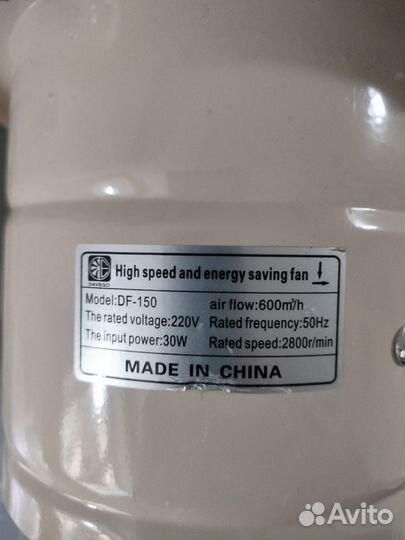 DAVEGO
High speed and energy saving fan
Model:DF-150 air flow:600m³/h
The rated voltage:220V Rated frequency:50Hz
The input power:30W Rated speed:2800r/min
MADE IN CHINA
Avito